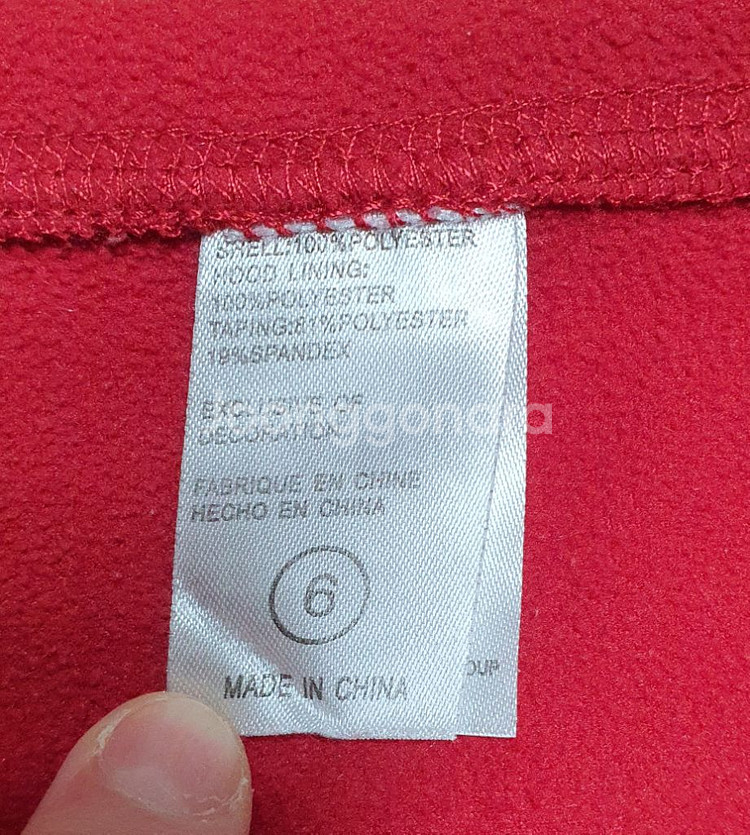 SHELL:100%POLYESTER
HOOD LINING:
100%POLYESTER
TAPING:81%POLYESTER
19%SPANDEX
EXCLUSIVE OF
DECORATION
FABRIQUE EN CHINE
HECHO EN CHINA
6
OUP
MADE IN CHINA